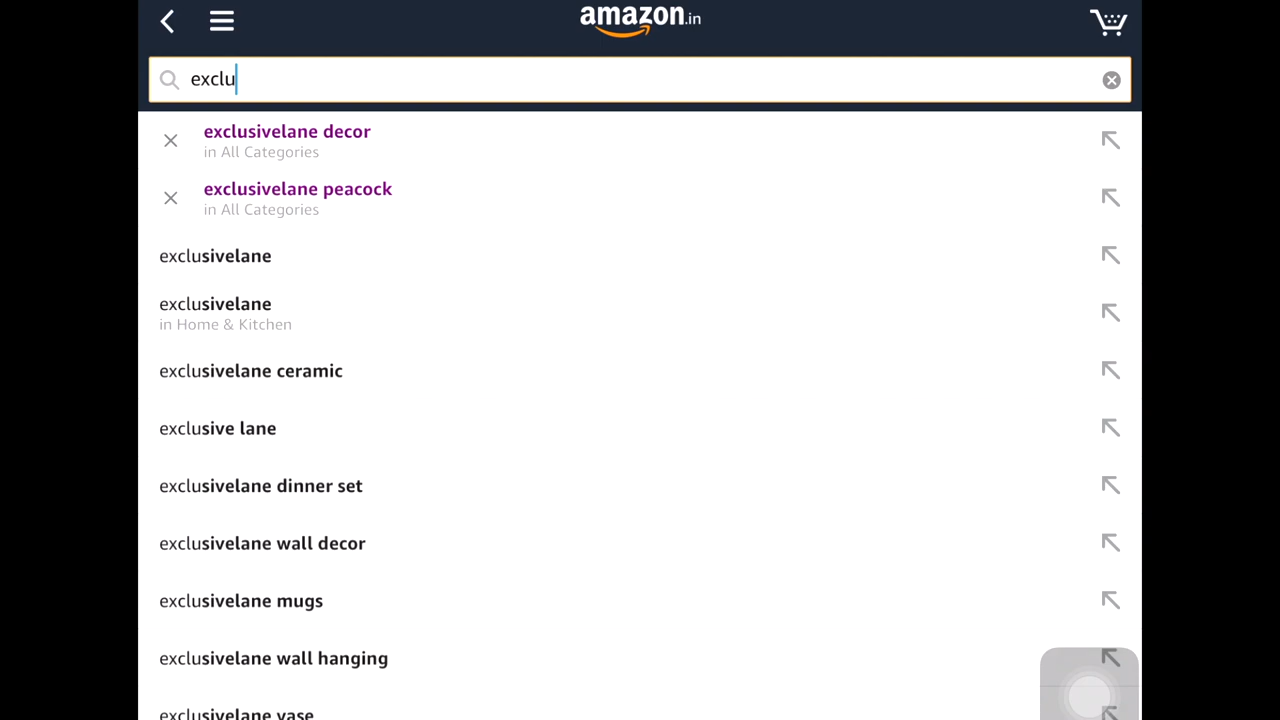 amazon.in
exclu
exclusivelane decor
in All Categories
exclusivelane peacock
in All Categories
exclusivelane
exclusivelane
in Home & Kitchen
exclusivelane ceramic
exclusive lane
exclusivelane dinner set
exclusivelane wall decor
exclusivelane mugs
exclusivelane wall hanging
exclusivelane vase